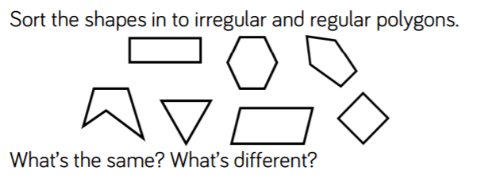 Sort the shapes in to irregular and regular polygons.
What's the same? What's different?